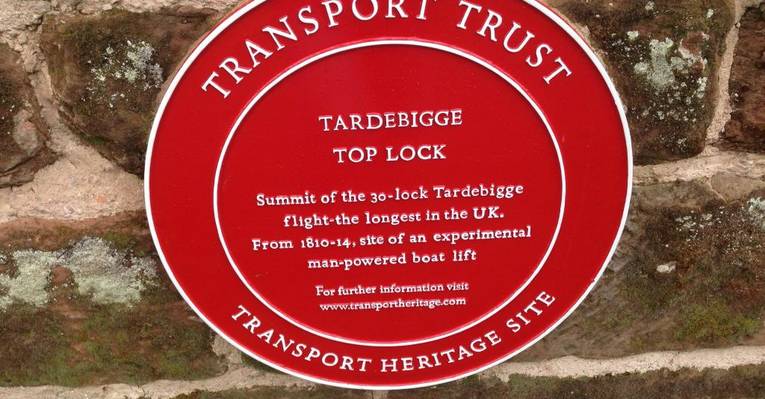 TRANSPORT TRUST
TARDEBIGGE
TOP LOCK
Summit of the 30-lock Tardebigge
flight-the longest in the UK.
From 1810-14, site of an experimental
man-powered boat lift
For further information visit
www.transportheritage.com
TRANSPORT HERITAGE SITE